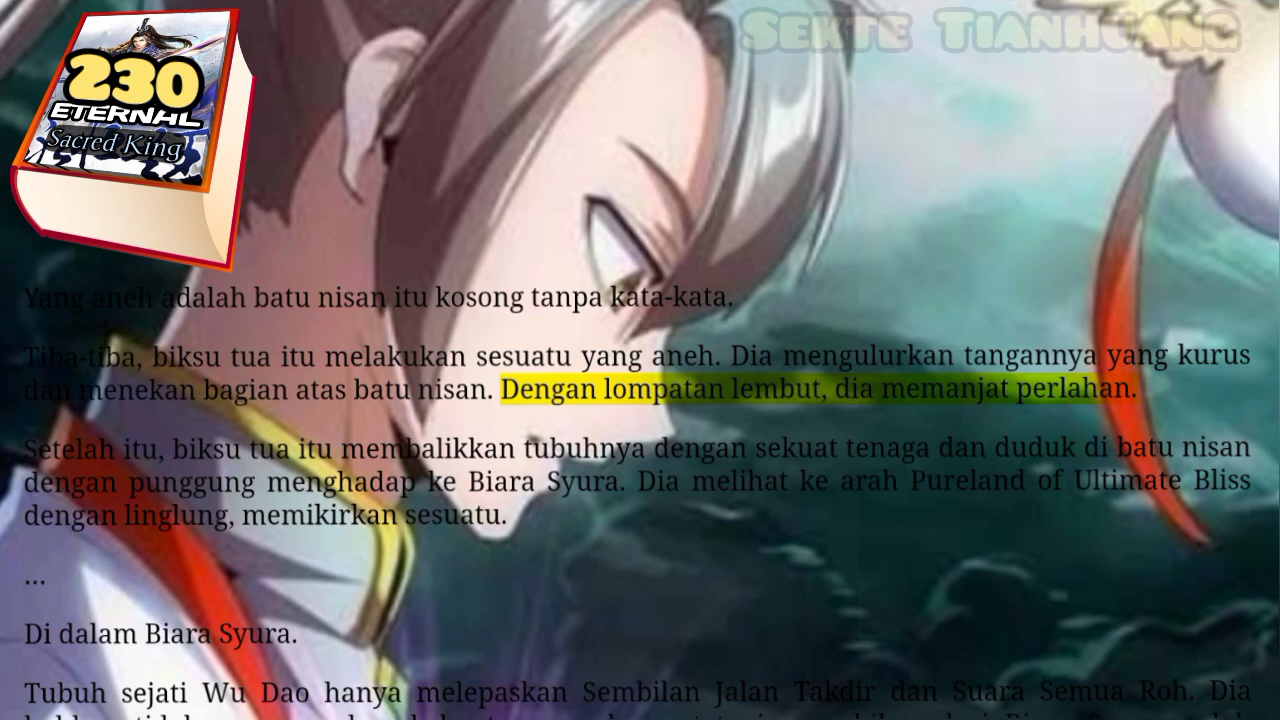 SEKTE TIANHUANG
230
ETERNAL
Sacred King
Yang aneh adalah batu nisan itu kosong tanpa kata-kata.
Tiba-tiba, biksu tua itu melakukan sesuatu yang aneh. Dia mengulurkan tangannya yang kurus
dan menekan bagian atas batu nisan. Dengan lompatan lembut, dia memanjat perlahan.
Setelah itu, biksu tua itu membalikkan tubuhnya dengan sekuat tenaga dan duduk di batu nisan
dengan punggung menghadap ke Biara Syura. Dia melihat ke arah Pureland of Ultimate Bliss
dengan linglung, memikirkan sesuatu.
...
Di dalam Biara Syura.
Tubuh sejati Wu Dao hanya melepaskan Sembilan Jalan Takdir dan Suara Semua Roh. Dia